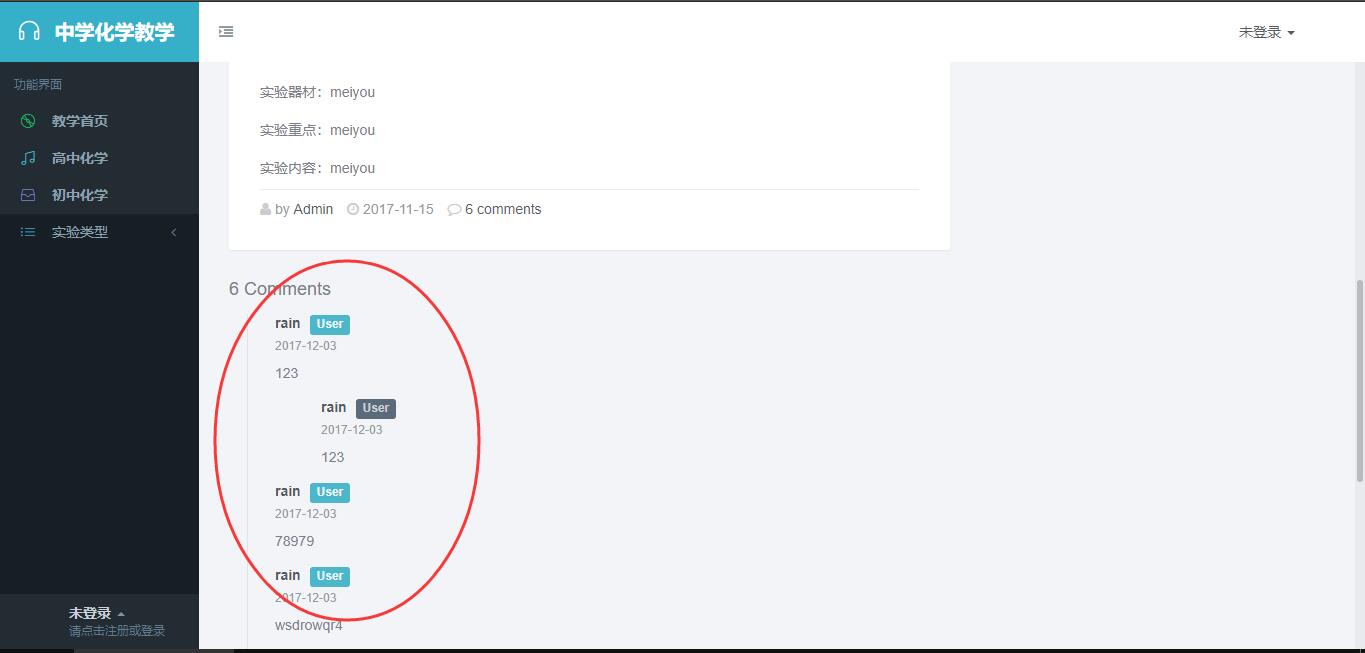 中学化学教学
未登录
功能界面
教学首页
高中化学
初中化学
实验类型
未登录
请点击注册或登录
实验器材：meiyou
实验重点：meiyou
实验内容：meiyou
by Admin 2017-11-15 6 comments
6 Comments
rain User
2017-12-03
123
rain User
2017-12-03
123
rain User
2017-12-03
78979
rain User
2017-12-03
wsdrowqr4